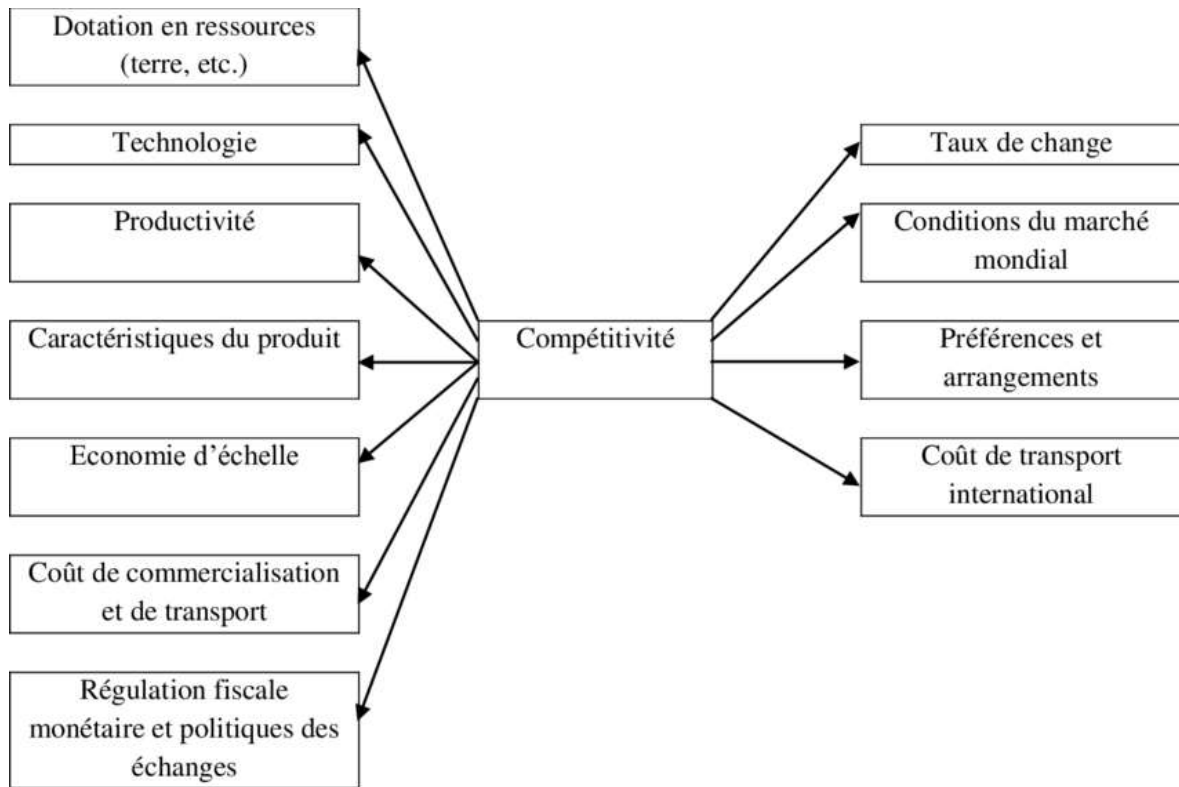 Dotation en ressources
(terre, etc.)
Technologie
Productivité
Caractéristiques du produit
Economie d'échelle
Coût de commercialisation
et de transport
Régulation fiscale
monétaire et politiques des
échanges
Compétitivité
Taux de change
Conditions du marché
mondial
Préférences et
arrangements
Coût de transport
international